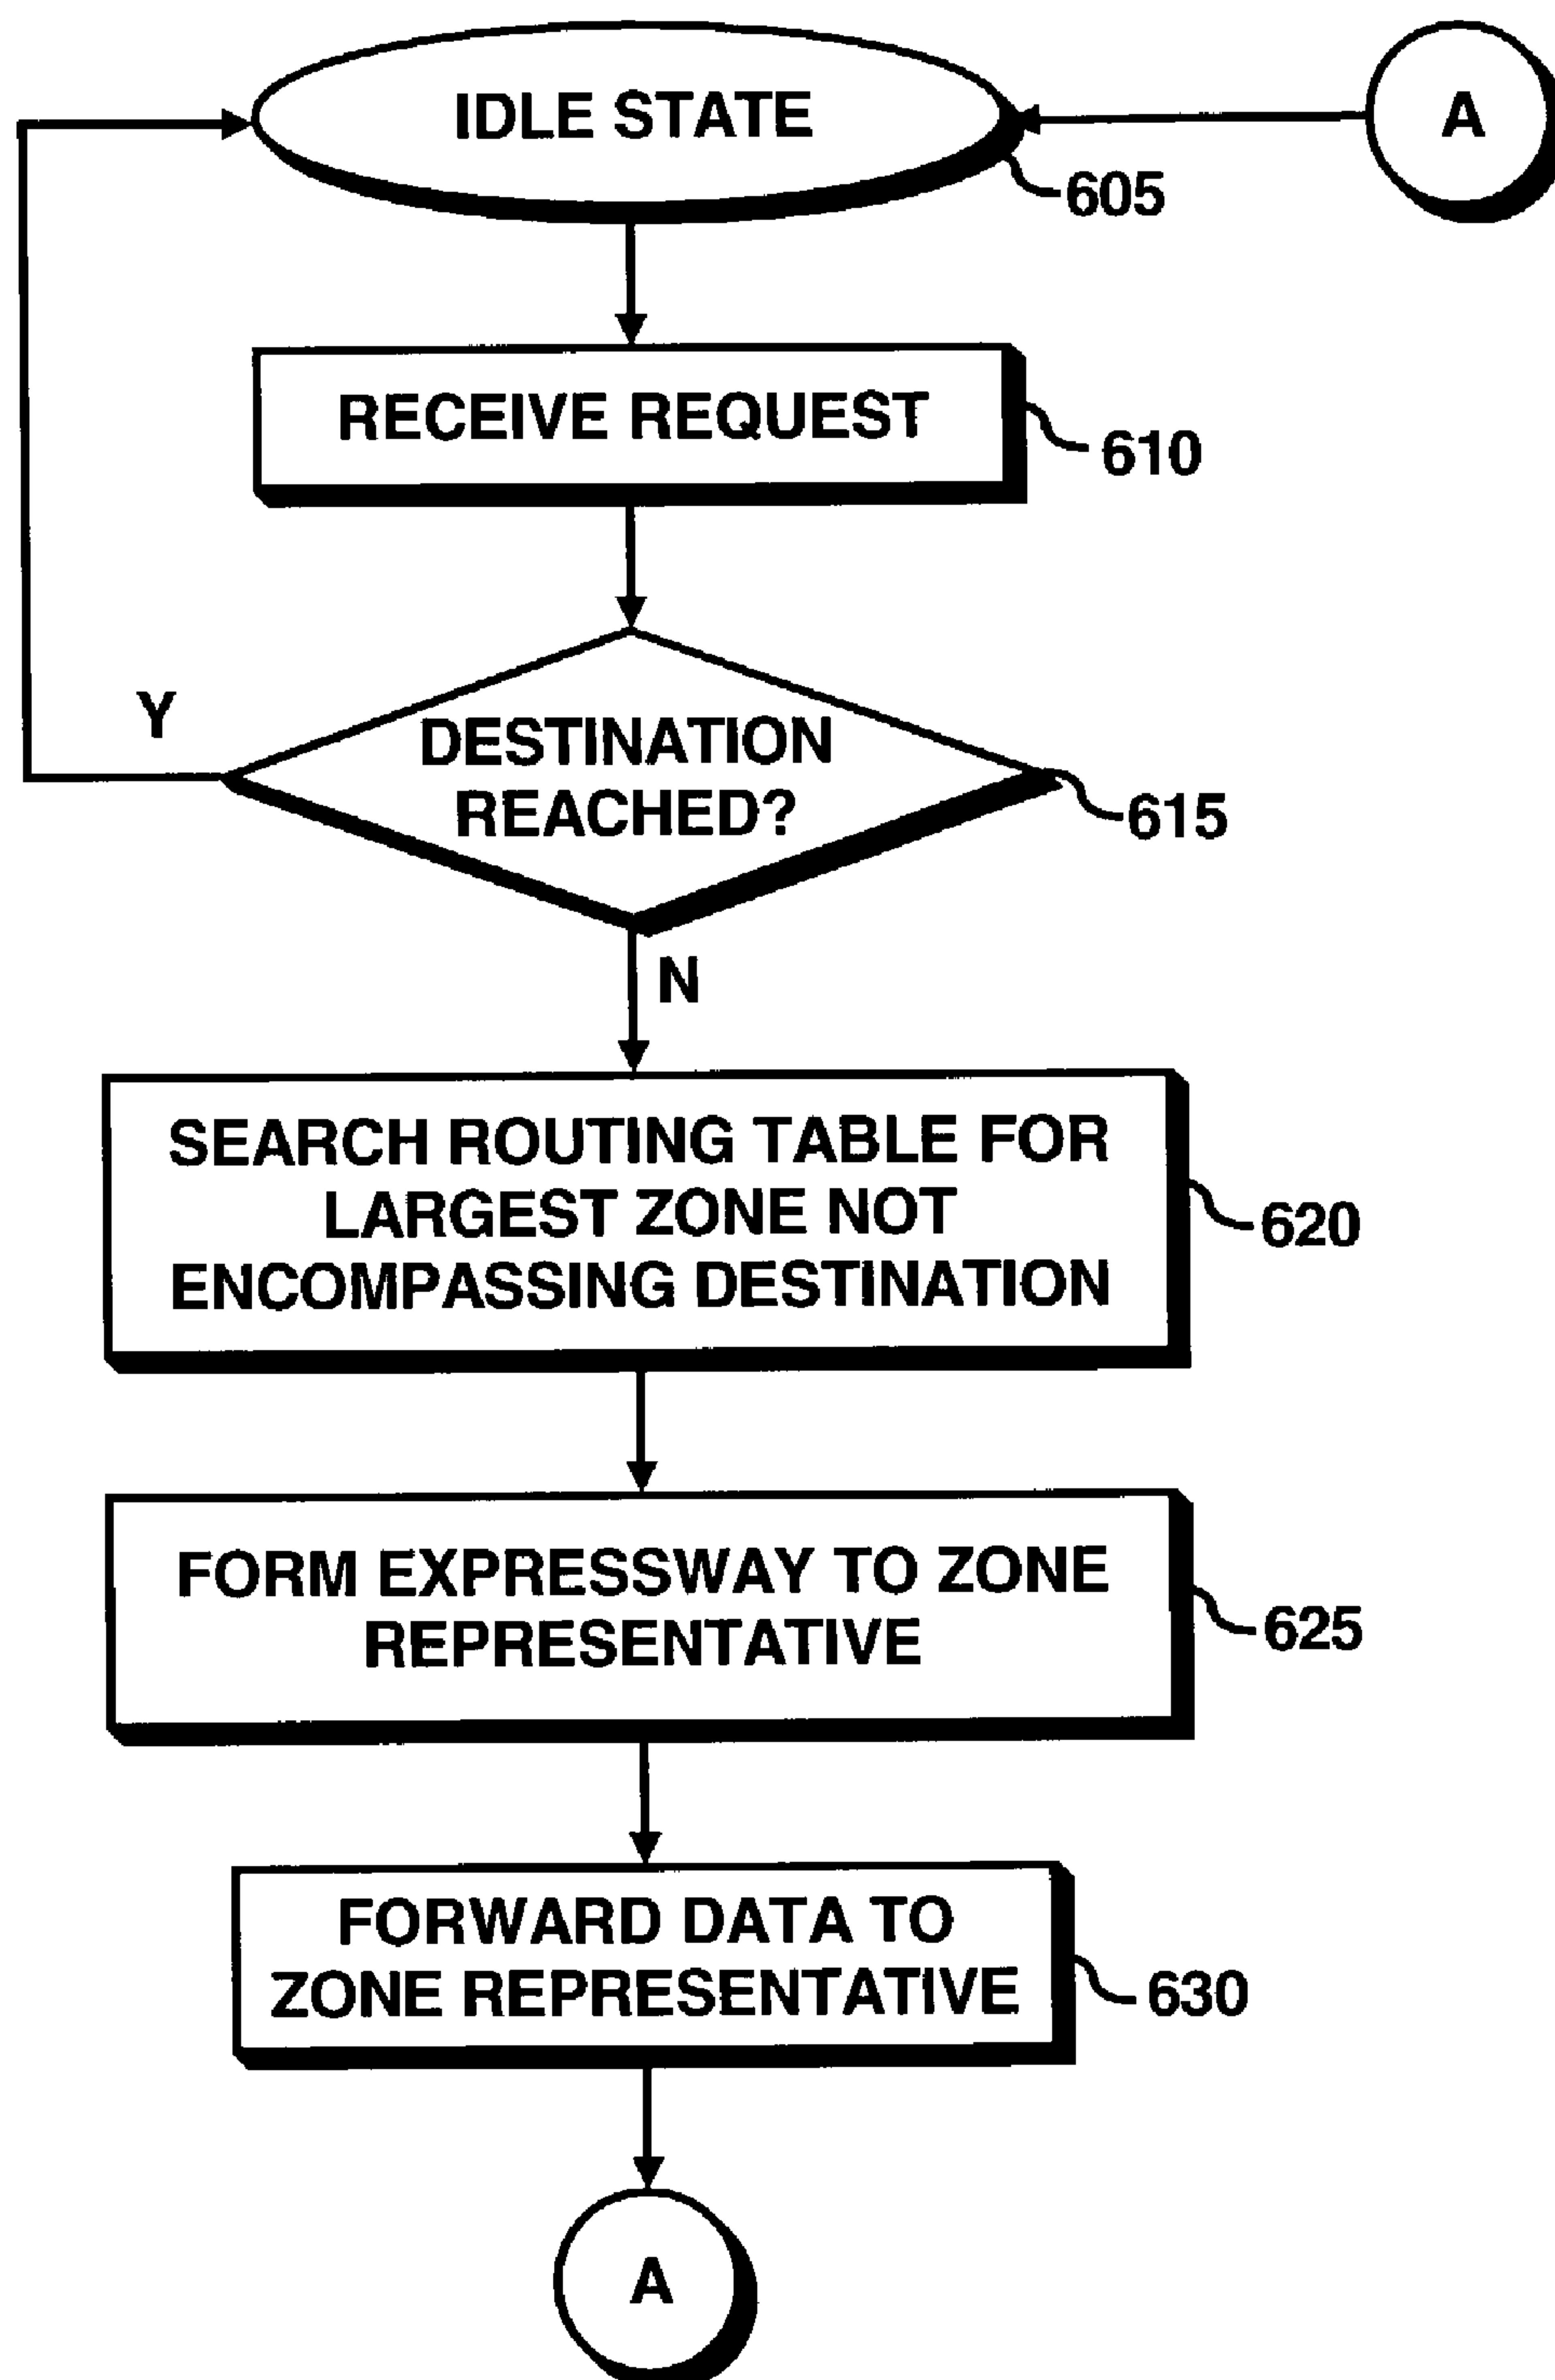 IDLE STATE
A
605
RECEIVE REQUEST
610
DESTINATION
REACHED?
Y
615
N
SEARCH ROUTING TABLE FOR
LARGEST ZONE NOT
ENCOMPASSING DESTINATION
620
FORM EXPRESSWAY TO ZONE
REPRESENTATIVE
625
FORWARD DATA TO
ZONE REPRESENTATIVE
630
A